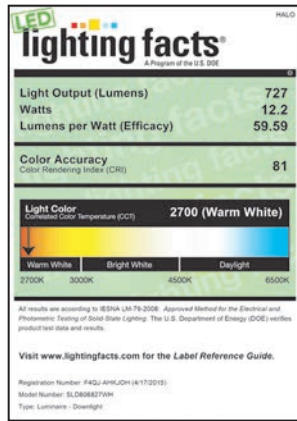 HALO
LED
lighting facts®
A Program of the U.S. DOE
Light Output (Lumens) 727
Watts 12.2
Lumens per Watt (Efficacy) 59.59
Color Accuracy 81
Color Rendering Index (CRI)
Light Color 2700 (Warm White)
Correlated Color Temperature (CCT)
Warm White Bright White Daylight
2700K 3000K 4500K 6500K
All results are according to IESNA LM-79-2008: Approved Method for the Electrical and
Photometric Testing of Solid-State Lighting. The U.S. Department of Energy (DOE) verifies
product test data and results.
Visit www.lightingfacts.com for the Label Reference Guide.
Registration Number: F4QJ-AHKJOH (4/17/2015)
Model Number: SLD606827WH
Type: Luminaire - Downlight